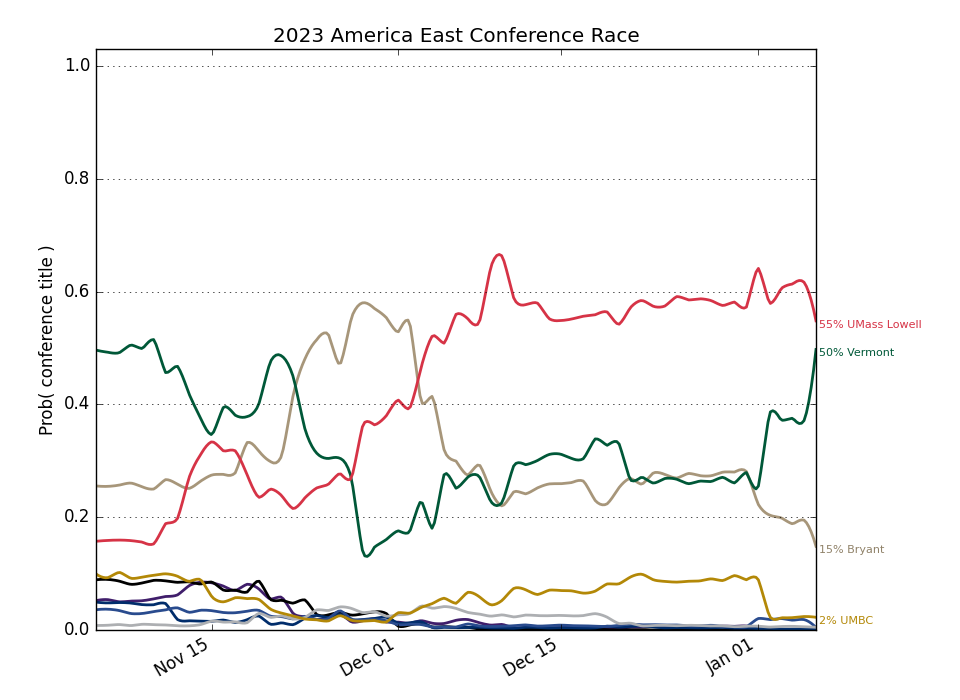 2023 America East Conference Race
Prob( conference title )
1.0
0.8
0.6
0.4
0.2
0.0
55% UMass Lowell
50% Vermont
15% Bryant
2% UMBC
Nov 15
Dec 01
Dec 15
Jan 01